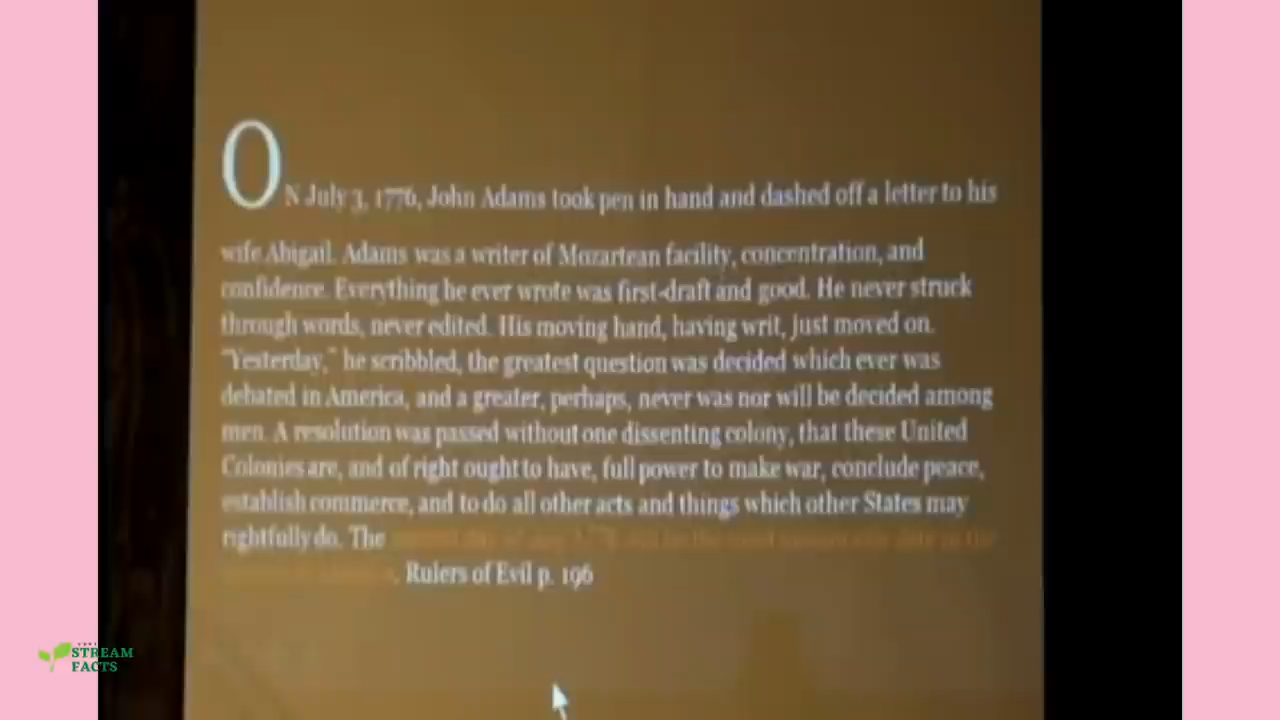 ON July 3, 1776, John Adams took pen in hand and dashed off a letter to his
wife Abigail. Adams was a writer of Mozartean facility, concentration, and
confidence. Everything he ever wrote was first-draft and good. He never struck
through words, never edited. His moving hand, having writ, just moved on.
"Yesterday," he scribbled, the greatest question was decided which ever was
debated in America, and a greater, perhaps, never was nor will be decided among
men. A resolution was passed without one dissenting colony, that these United
Colonies are, and of right ought to have, full power to make war, conclude peace,
establish commerce, and to do all other acts and things which other States may
rightfully do. The
. Rulers of Evil p. 196
STREAM
FACTS